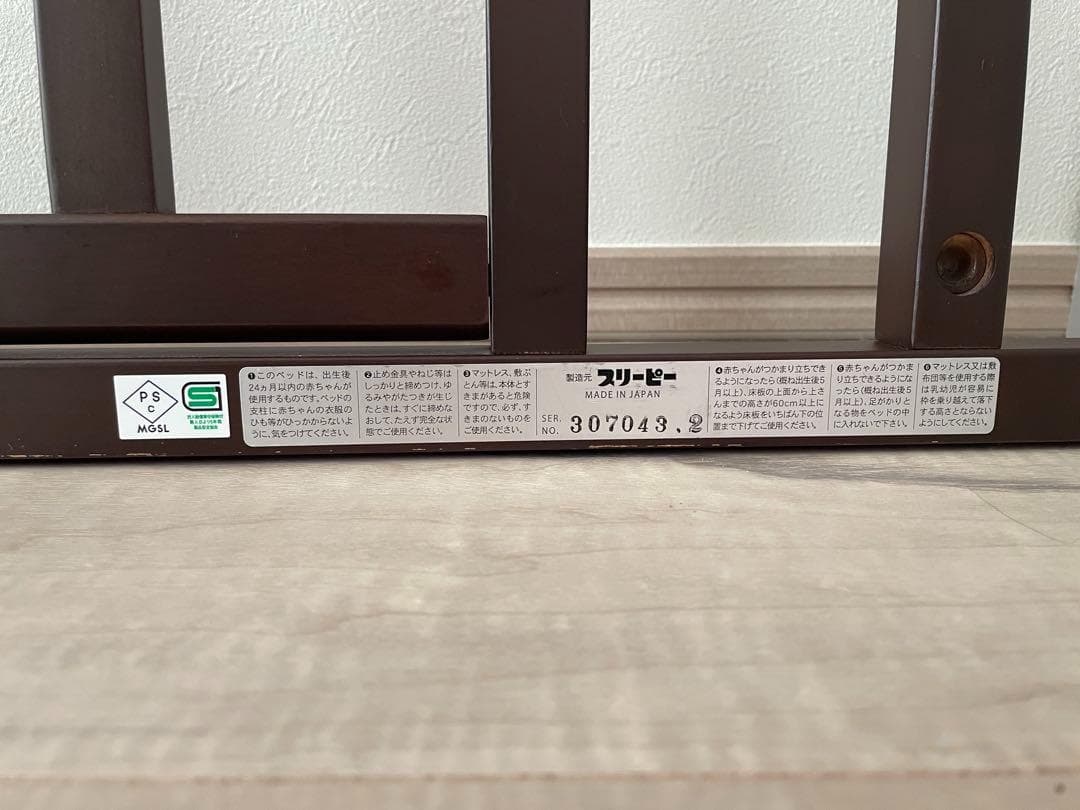 PS
C
MGSL
S
❶このベッドは、出生後
24ヵ月以内の赤ちゃんが
使用するものです。ベッドの
支柱に赤ちゃんの衣服の
ひも等がひっかからないよ
うに、気をつけてください。
❷止め金具やねじ等は
しっかりと締めつけ、ゆ
るみやがたつきが生じ
たときは、すぐに締めな
おして、たえず完全な状
態でご使用ください。
❸マットレス、敷ぶ
とん等は、本体とす
きまがあると危険
ですので、必ず、す
きまのないものを
ご使用ください。
製造元 スリーピー
MADE IN JAPAN
SER.
NO. 307043.2
❹赤ちゃんがつかまり立ちでき
るようになったら(概ね出生後5
月以上)、床板の上面から上さ
んまでの高さが60cm以上に
なるよう床板をいちばん下の位
置まで下げてご使用ください。
❺赤ちゃんがつかま
り立ちできるように
なったら(概ね出生後5
月以上)、足がかりと
なる物をベッドの中
に入れないで下さい。
❻マットレス又は敷
布団等を使用する際
は乳幼児が容易に
枠を乗り越えて落下
する高さとならない
ようにしてください。